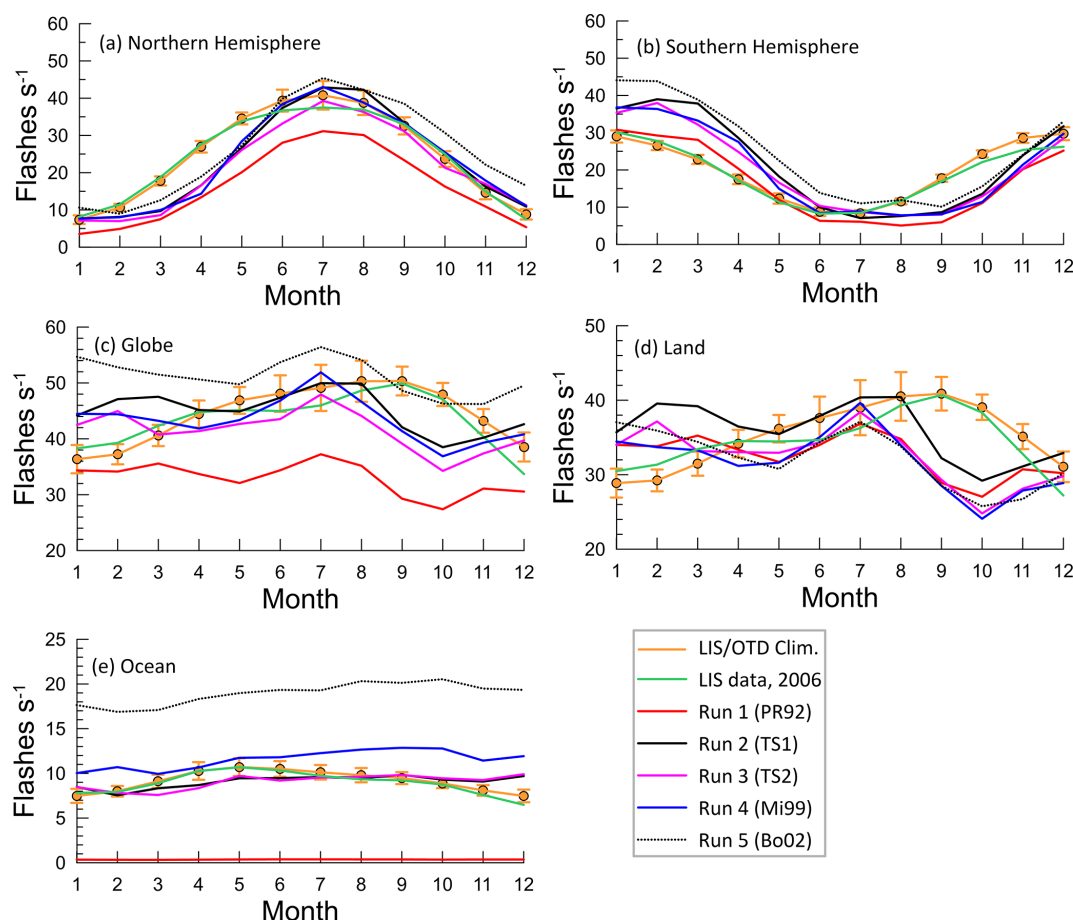 (a) Northern Hemisphere
Flashes s-1
60
50
40
30
20
10
0
1 2 3 4 5 6 7 8 9 10 11 12
Month
(b) Southern Hemisphere
Flashes s-1
60
50
40
30
20
10
0
1 2 3 4 5 6 7 8 9 10 11 12
Month
(c) Globe
Flashes s-1
60
50
40
30
20
1 2 3 4 5 6 7 8 9 10 11 12
Month
(d) Land
Flashes s-1
50
40
30
20
1 2 3 4 5 6 7 8 9 10 11 12
Month
(e) Ocean
Flashes s-1
25
20
15
10
5
0
1 2 3 4 5 6 7 8 9 10 11 12
Month
LIS/OTD Clim.
LIS data, 2006
Run 1 (PR92)
Run 2 (TS1)
Run 3 (TS2)
Run 4 (Mi99)
Run 5 (Bo02)